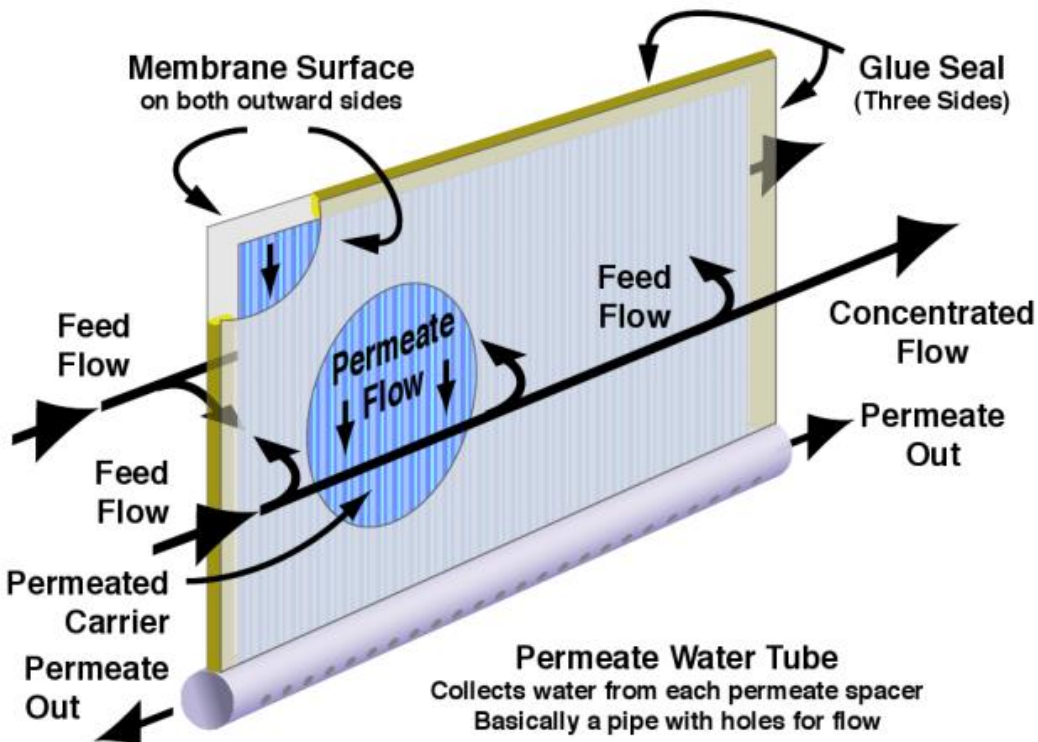 Membrane Surface
on both outward sides
Glue Seal
(Three Sides)
Feed
Flow
Feed
Flow
Concentrated
Flow
Permeate
Flow
Permeate
Out
Feed
Flow
Permeated
Carrier
Permeate
Out
Permeate Water Tube
Collects water from each permeate spacer
Basically a pipe with holes for flow